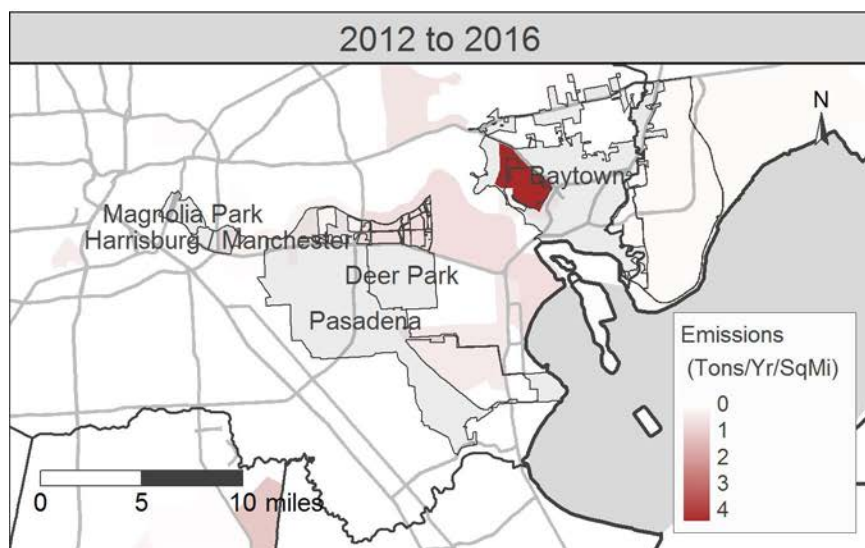 2012 to 2016
N
Baytown
Magnolia Park
Harrisburg / Manchester
Deer Park
Pasadena
Emissions
(Tons/Yr/SqMi)
0
1
2
3
4
0 5 10 miles